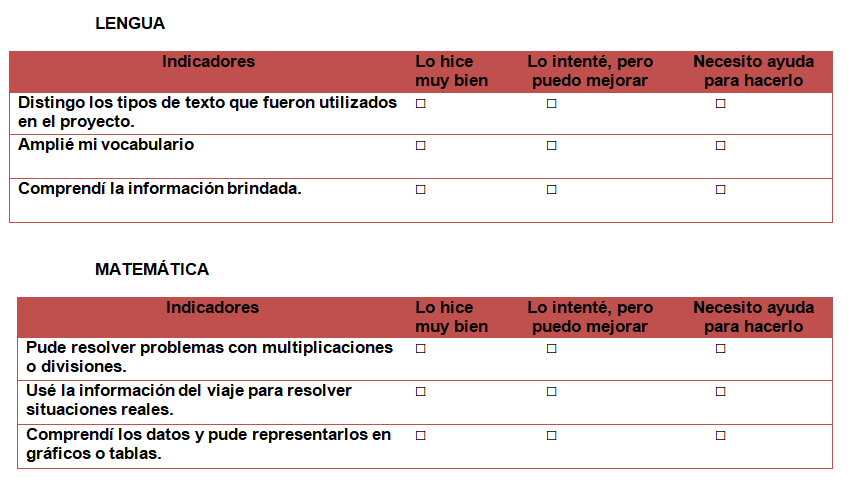 LENGUA
Indicadores Lo hice muy bien Lo intenté, pero puedo mejorar Necesito ayuda para hacerlo
Distingo los tipos de texto que fueron utilizados
en el proyecto. ☐ ☐ ☐
Amplié mi vocabulario ☐ ☐ ☐
Comprendí la información brindada. ☐ ☐ ☐
MATEMÁTICA
Indicadores Lo hice muy bien Lo intenté, pero puedo mejorar Necesito ayuda para hacerlo
Pude resolver problemas con multiplicaciones
o divisiones. ☐ ☐ ☐
Usé la información del viaje para resolver
situaciones reales. ☐ ☐ ☐
Comprendí los datos y pude representarlos en
gráficos o tablas. ☐ ☐ ☐